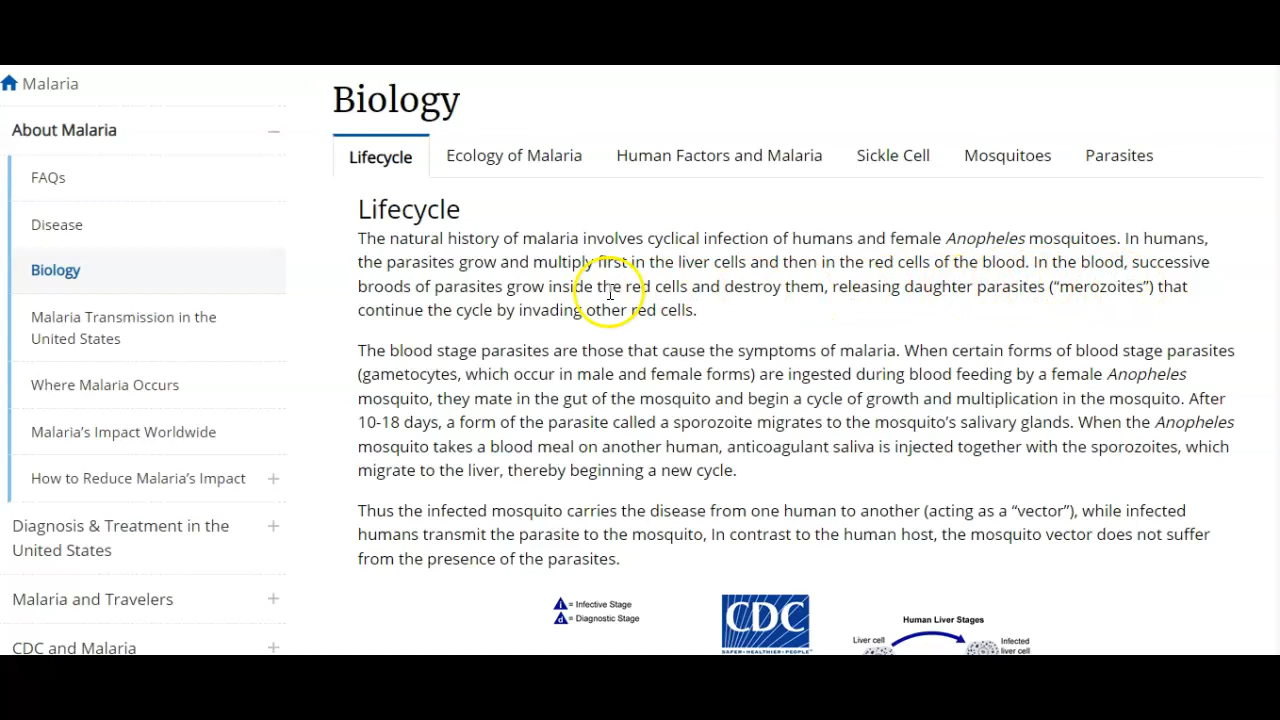 Malaria
About Malaria
FAQs
Disease
Biology
Malaria Transmission in the
United States
Where Malaria Occurs
Malaria’s Impact Worldwide
How to Reduce Malaria’s Impact
Diagnosis & Treatment in the
United States
Malaria and Travelers
CDC and Malaria
Biology
Lifecycle Ecology of Malaria Human Factors and Malaria Sickle Cell Mosquitoes Parasites
Lifecycle
The natural history of malaria involves cyclical infection of humans and female Anopheles mosquitoes. In humans,
the parasites grow and multiply first in the liver cells and then in the red cells of the blood. In the blood, successive
broods of parasites grow inside the red cells and destroy them, releasing daughter parasites (“merozoites”) that
continue the cycle by invading other red cells.
The blood stage parasites are those that cause the symptoms of malaria. When certain forms of blood stage parasites
(gametocytes, which occur in male and female forms) are ingested during blood feeding by a female Anopheles
mosquito, they mate in the gut of the mosquito and begin a cycle of growth and multiplication in the mosquito. After
10-18 days, a form of the parasite called a sporozoite migrates to the mosquito’s salivary glands. When the Anopheles
mosquito takes a blood meal on another human, anticoagulant saliva is injected together with the sporozoites, which
migrate to the liver, thereby beginning a new cycle.
Thus the infected mosquito carries the disease from one human to another (acting as a “vector”), while infected
humans transmit the parasite to the mosquito, In contrast to the human host, the mosquito vector does not suffer
from the presence of the parasites.
i = Infective Stage
d = Diagnostic Stage
CDC
SAFER·HEALTHIER·PEOPLE™
Human Liver Stages
Liver cell
Infected
liver cell